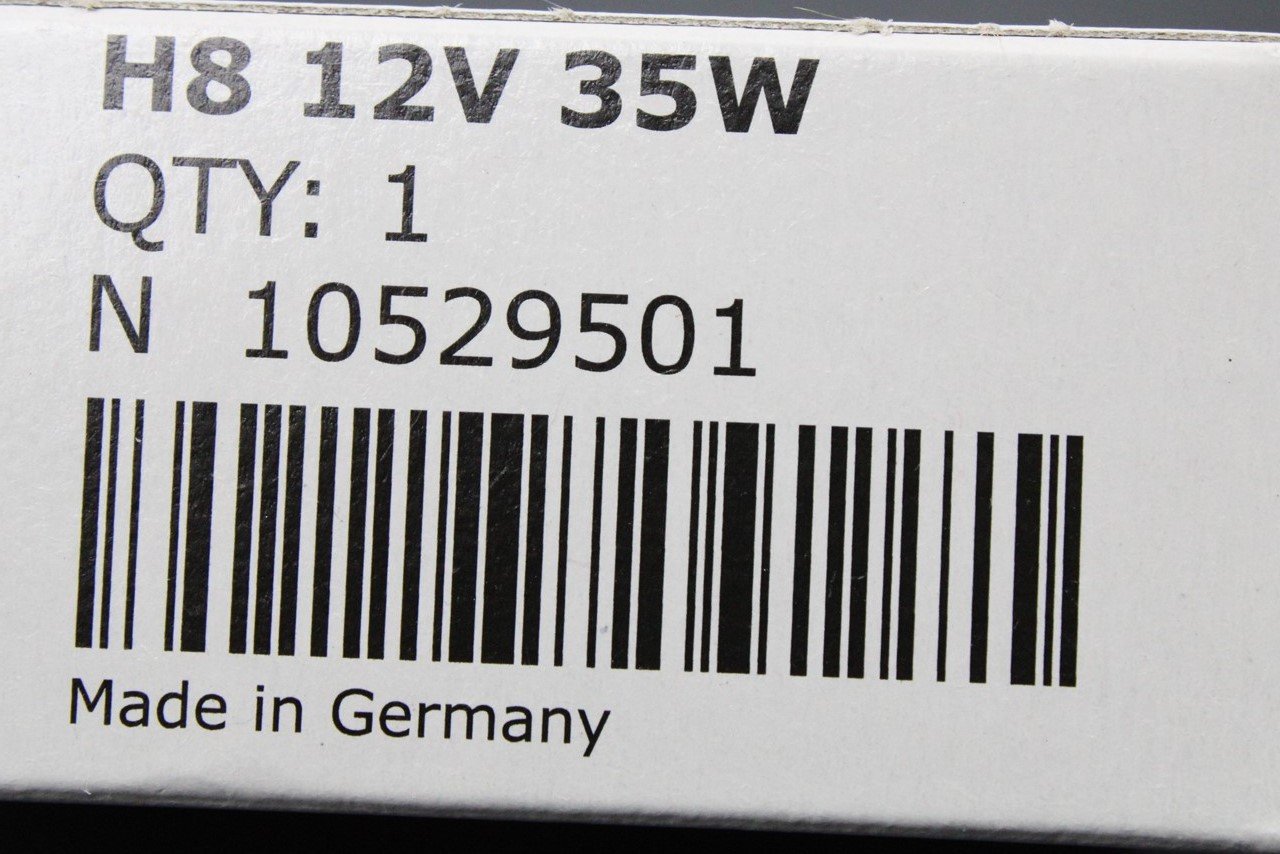 H8 12V 35W
QTY: 1
N 10529501
Made in Germany